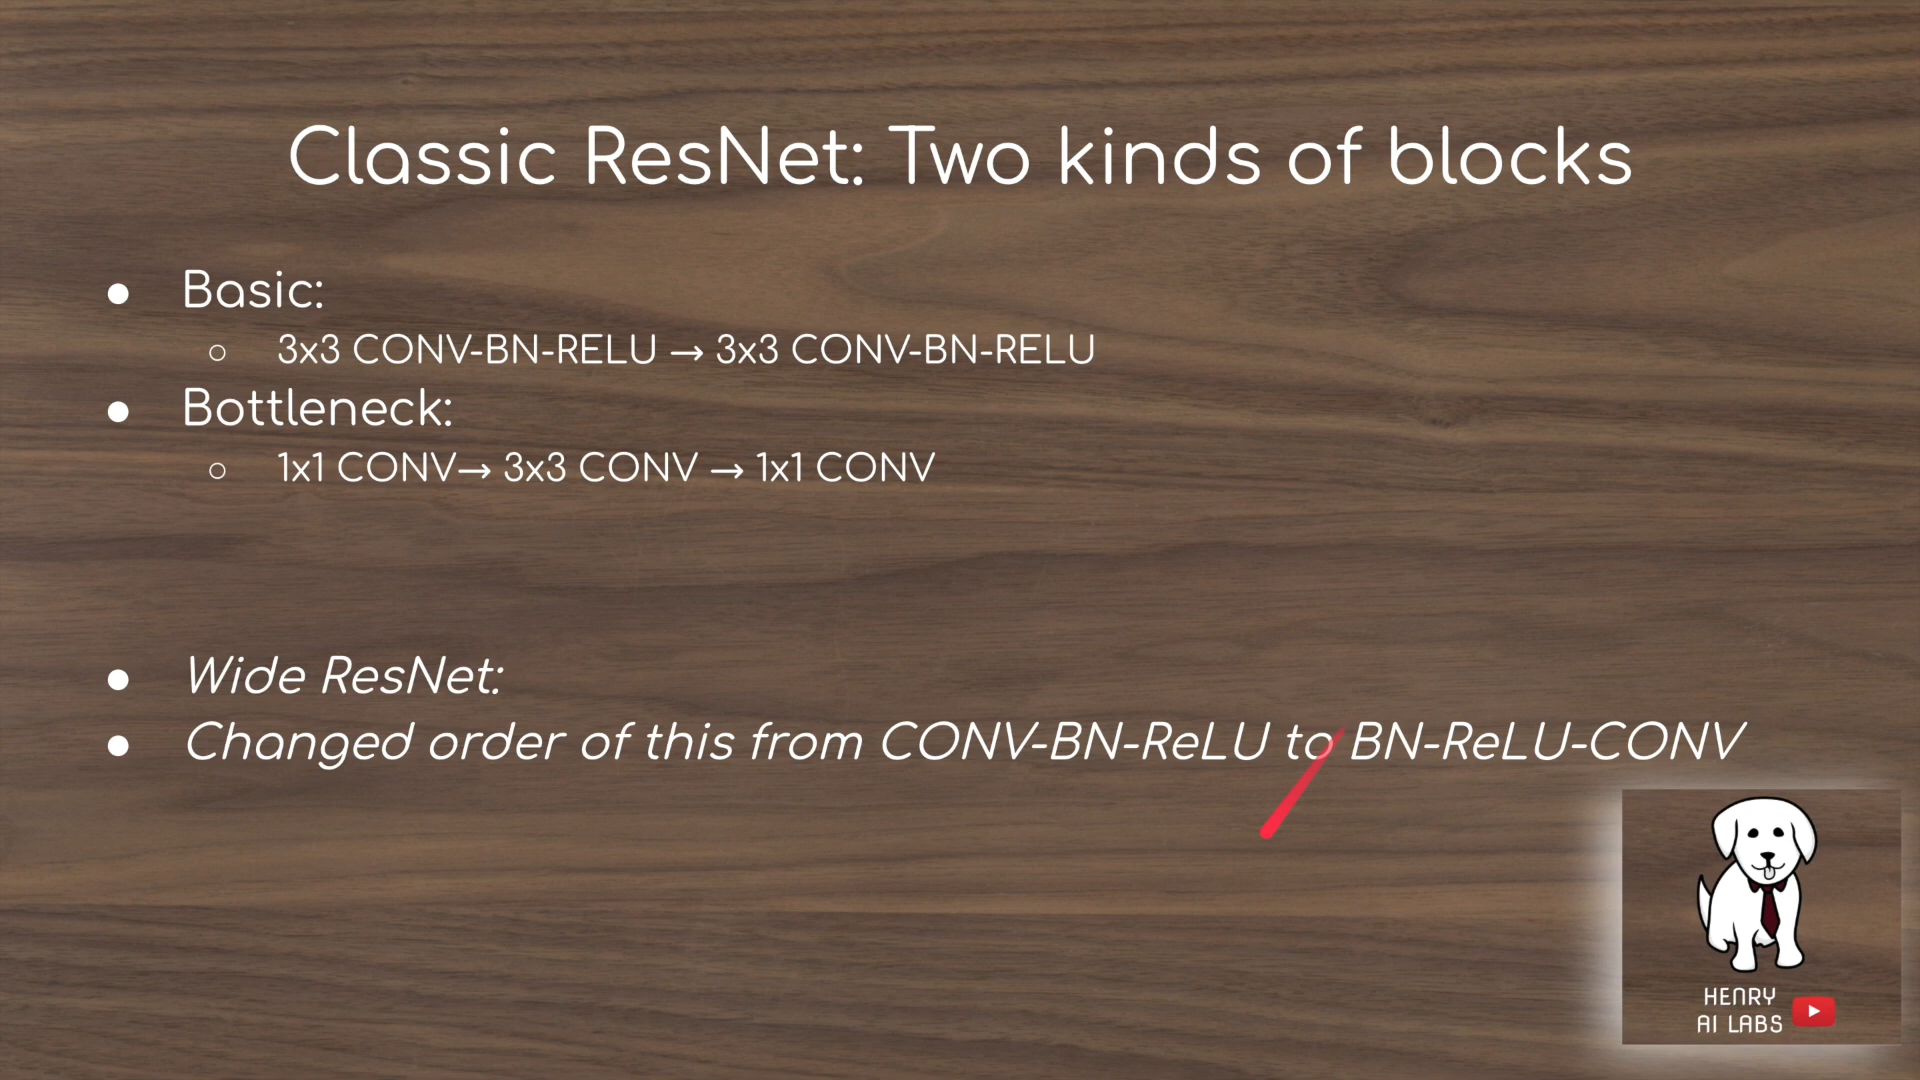 Classic ResNet: Two kinds of blocks
● Basic:
○ 3x3 CONV-BN-RELU → 3x3 CONV-BN-RELU
● Bottleneck:
○ 1x1 CONV→ 3x3 CONV → 1x1 CONV
● Wide ResNet:
● Changed order of this from CONV-BN-ReLU to BN-ReLU-CONV
HENRY
AI LABS